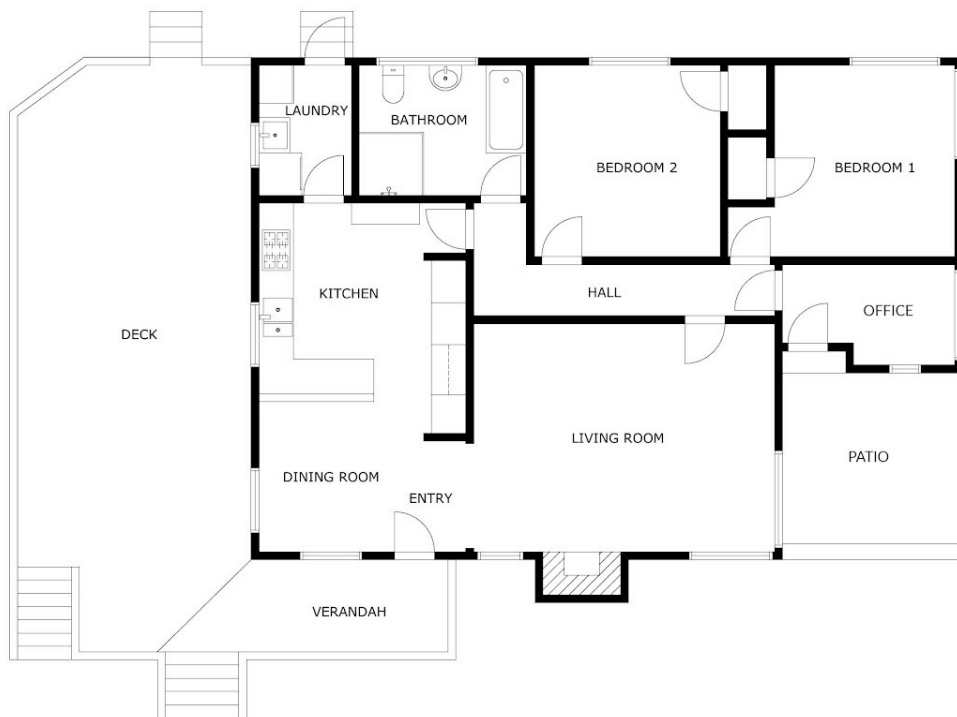 LAUNDRY
BATHROOM
BEDROOM 2
BEDROOM 1
KITCHEN
HALL
OFFICE
DECK
LIVING ROOM
PATIO
DINING ROOM
ENTRY
VERANDAH